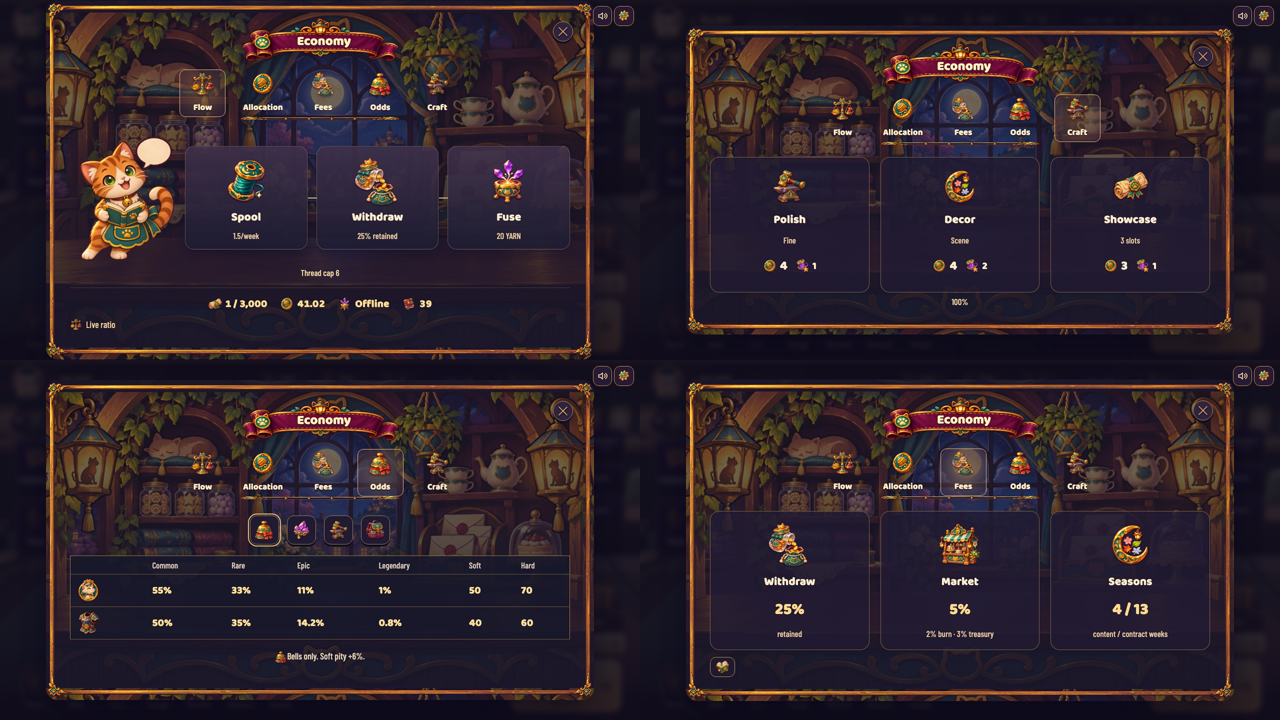 Economy
Flow Allocation Fees Odds Craft
Spool Withdraw Fuse
1.5/week 25% retained 20 YARN
Thread cap 6
1 / 3,000 41.02 Offline 39
Live ratio
Economy
Flow Allocation Fees Odds Craft
Polish Decor Showcase
Fine Scene 3 slots
4 1 4 2 3 1
100%
Economy
Flow Allocation Fees Odds Craft
Common Rare Epic Legendary Soft Hard
55% 33% 11% 1% 50 70
50% 35% 14.2% 0.8% 40 60
Bells only. Soft pity +6%.
Economy
Flow Allocation Fees Odds Craft
Withdraw Market Seasons
25% 5% 4 / 13
retained 2% burn · 3% treasury content / contract weeks